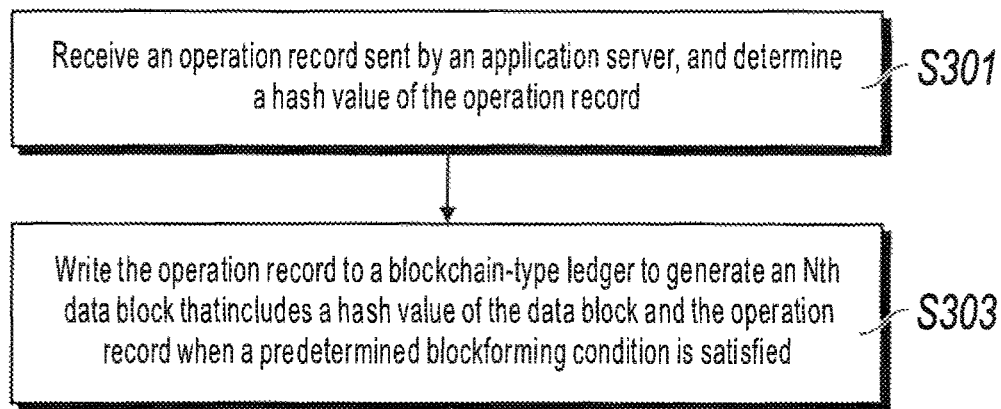 Receive an operation record sent by an application server, and determine
a hash value of the operation record
S301
Write the operation record to a blockchain-type ledger to generate an Nth
data block thatincludes a hash value of the data block and the operation
record when a predetermined blockforming condition is satisfied
S303